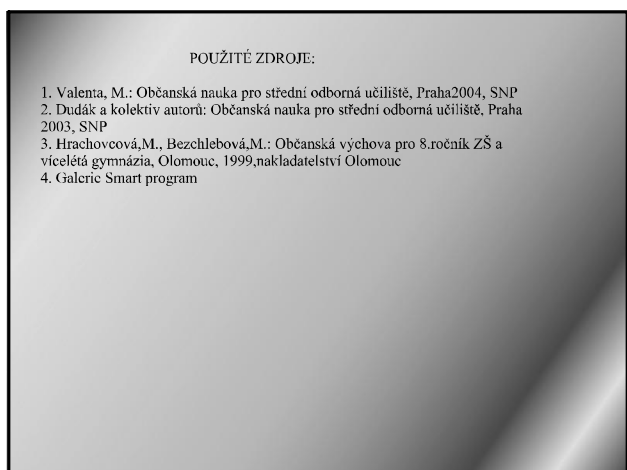 POUŽITÉ ZDROJE:
1. Valenta, M.: Občanská nauka pro střední odborná učiliště, Praha2004, SNP
2. Dudák a kolektiv autorů: Občanská nauka pro střední odborná učiliště, Praha
2003, SNP
3. Hrachovcová,M., Bezchlebová,M.: Občanská výchova pro 8.ročník ZŠ a
vícelétá gymnázia, Olomouc, 1999,nakladatelství Olomouc
4. Galerie Smart program